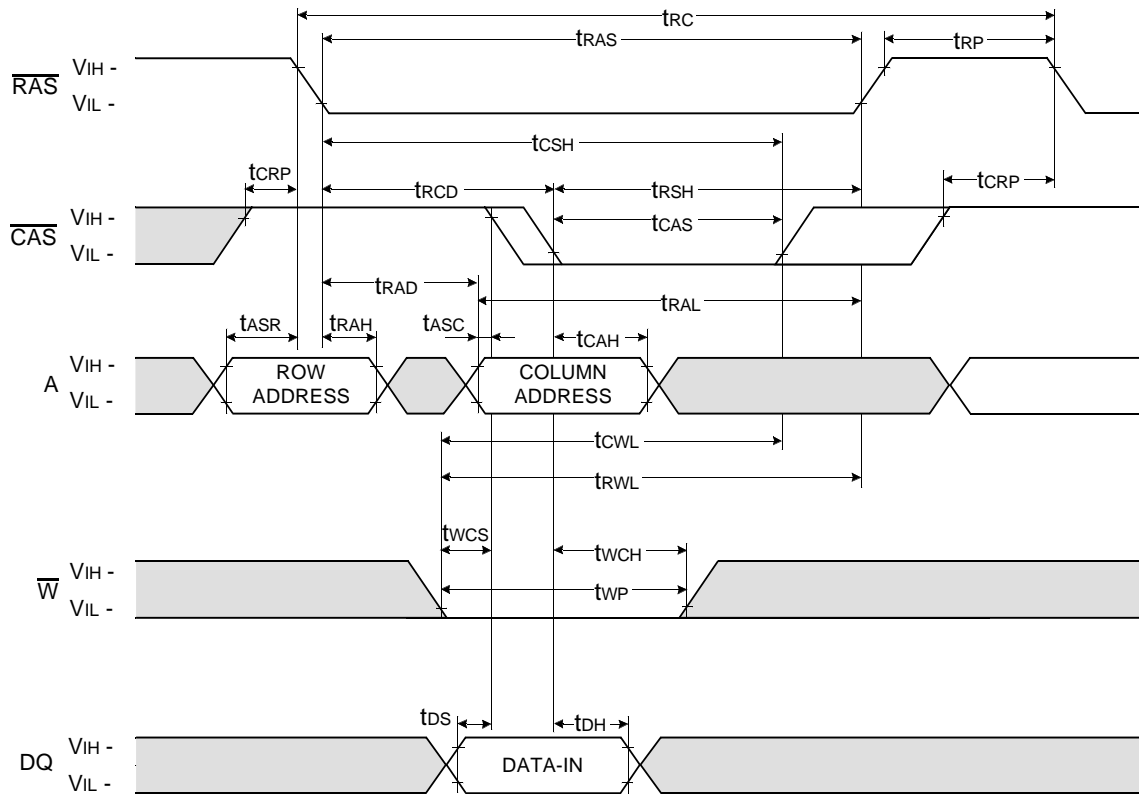 tRC
tRAS
tRP
RAS
VIH -
VIL -
tCSH
tCRP
tRCD
tRSH
tCRP
CAS
VIH -
VIL -
tCAS
tRAD
tRAL
tASR
tRAH
tASC
tCAH
A
VIH -
VIL -
ROW
ADDRESS
COLUMN
ADDRESS
tCWL
tRWL
tWCS
tWCH
W
VIH -
VIL -
tWP
tDS
tDH
DQ
VIH -
VIL -
DATA-IN